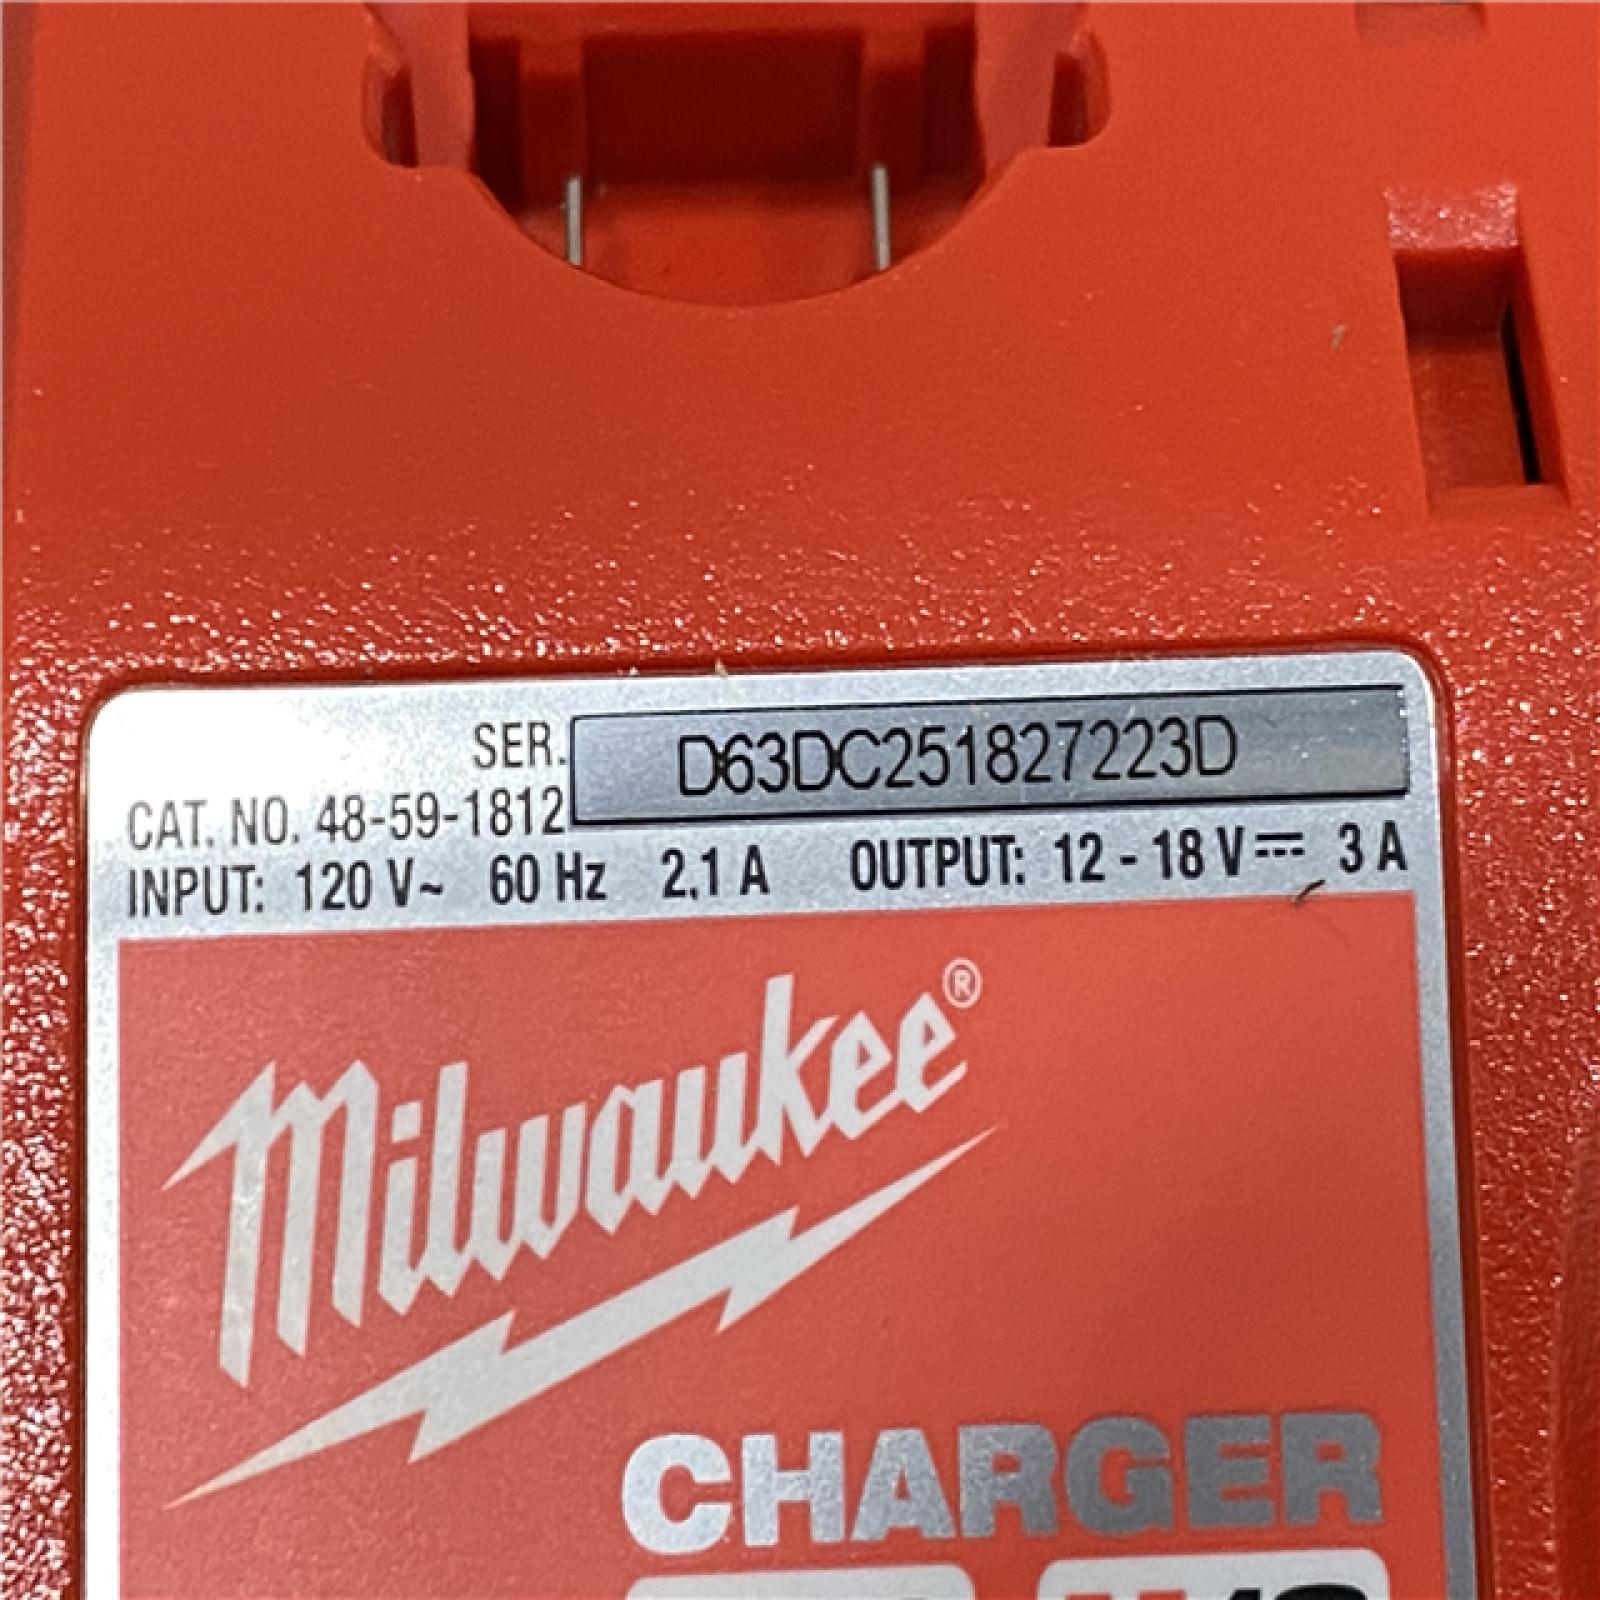 SER. D63DC251827223D
CAT. NO. 48-59-1812
INPUT: 120 V~ 60 Hz 2,1 A OUTPUT: 12 - 18 V⎓ 3 A
Milwaukee®
CHARGER